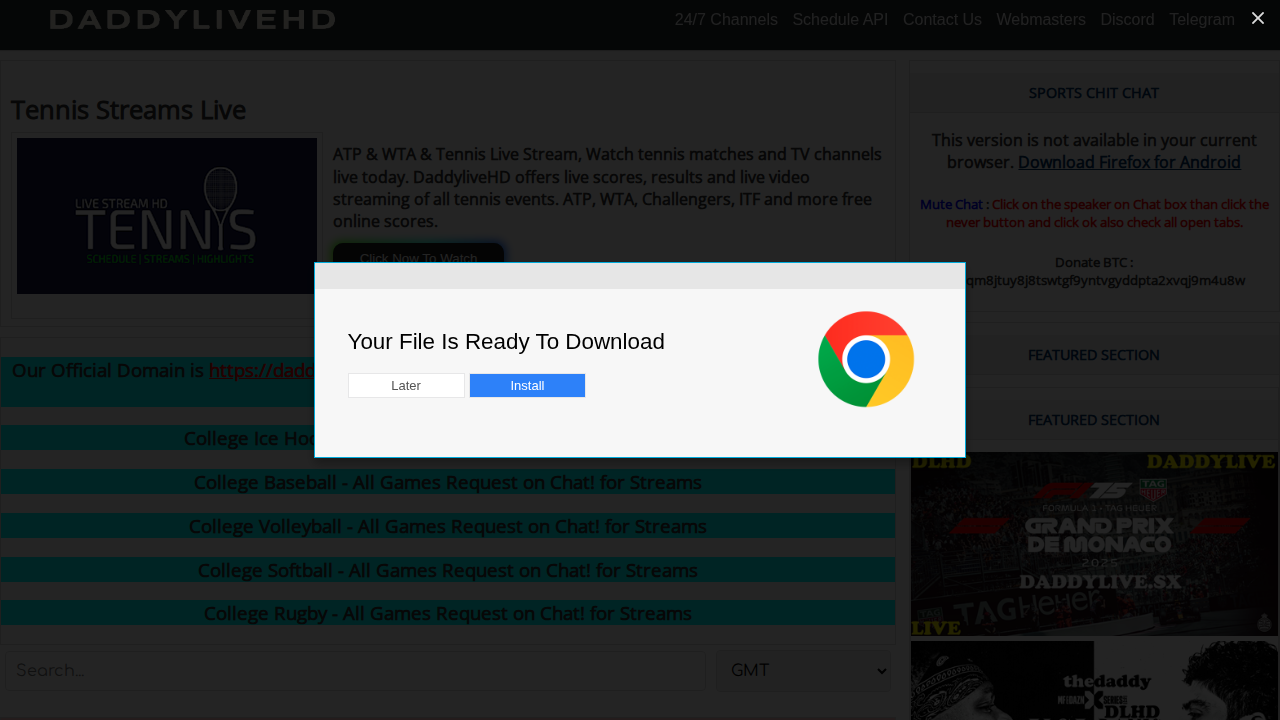 DADDYLIVEHD
24/7 Channels Schedule API Contact Us Webmasters Discord Telegram
Tennis Streams Live
LIVE STREAM HD
TENNIS
SCHEDULE | STREAMS | HIGHLIGHTS
ATP & WTA & Tennis Live Stream, Watch tennis matches and TV channels
live today. DaddyliveHD offers live scores, results and live video
streaming of all tennis events. ATP, WTA, Challengers, ITF and more free
online scores.
Click Now To Watch
Your File Is Ready To Download
Later
Install
Our Official Domain is https://dadd
College Ice Hoc
College Baseball - All Games Request on Chat! for Streams
College Volleyball - All Games Request on Chat! for Streams
College Softball - All Games Request on Chat! for Streams
College Rugby - All Games Request on Chat! for Streams
Search...
GMT
SPORTS CHIT CHAT
This version is not available in your current
browser. Download Firefox for Android
Mute Chat : Click on the speaker on Chat box than click the
never button and click ok also check all open tabs.
Donate BTC :
qm8jtuy8j8tswtgf9yntvgyddpta2xvqj9m4u8w
FEATURED SECTION
FEATURED SECTION
DLHD DADDYLIVE
F1 75 TAG HEUER
FORMULA 1 - TAG HEUER
GRAND PRIX
DE MONACO
2025
DADDYLIVE.SX
TAG Heuer
LIVE
thedaddy
DLHD